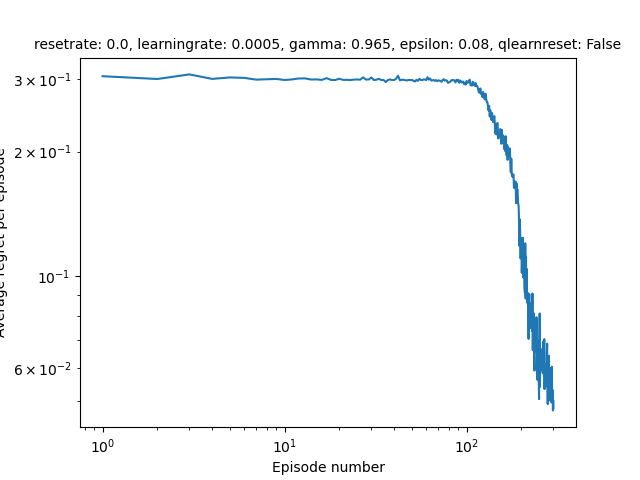 resetrate: 0.0, learningrate: 0.0005, gamma: 0.965, epsilon: 0.08, qlearnreset: False
3 × 10⁻¹
2 × 10⁻¹
10⁻¹
6 × 10⁻²
Average regret per episode
10⁰
10¹
10²
Episode number